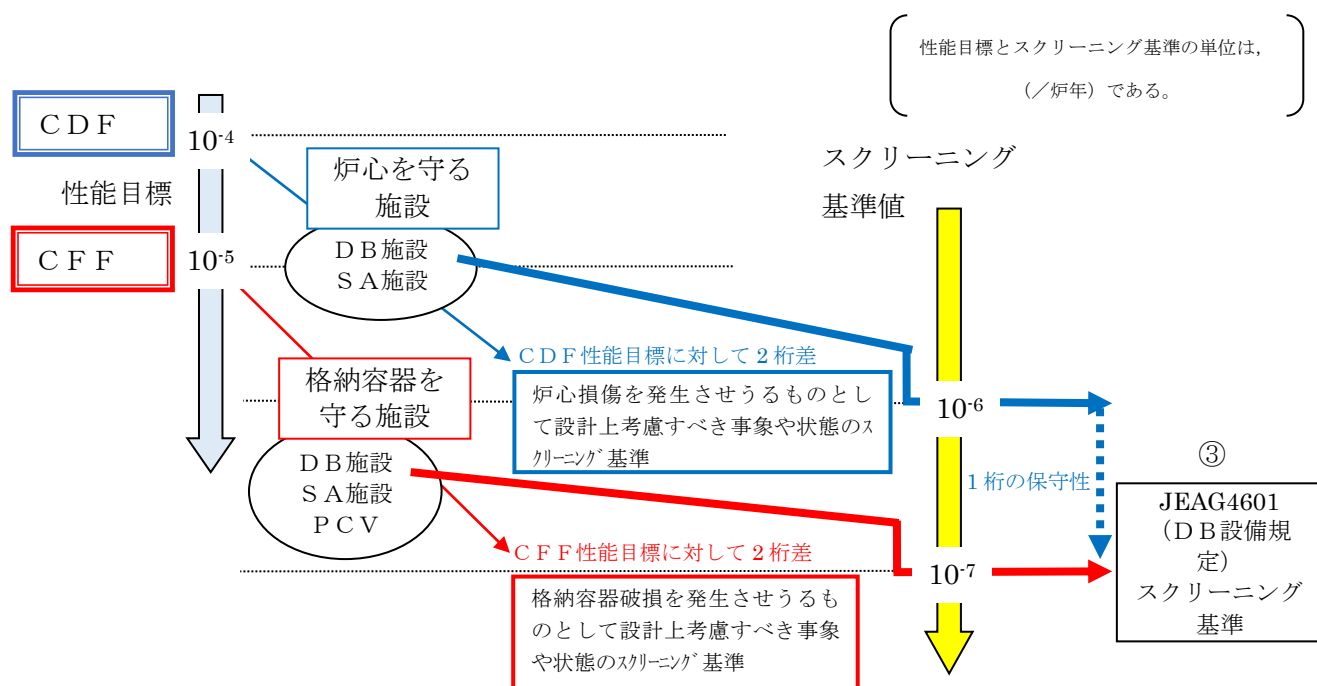 性能目標とスクリーニング基準の単位は,
(／炉年)である。
ＣＤＦ
10-4
性能目標
ＣＦＦ
10-5
炉心を守る
施設
ＤＢ施設
ＳＡ施設
スクリーニング
基準値
ＣＤＦ性能目標に対して２桁差
炉心損傷を発生させうるものとし
て設計上考慮すべき事象や状態のｽ
ｸﾘｰﾆﾝｸﾞ基準
10-6
格納容器を
守る施設
ＤＢ施設
ＳＡ施設
ＰＣＶ
1桁の保守性
③
JEAG4601
（ＤＢ設備規
定）
スクリーニング
基準
ＣＦＦ性能目標に対して２桁差
10-7
格納容器破損を発生させうるも
のとして設計上考慮すべき事象
や状態のｽｸﾘｰﾆﾝｸﾞ基準